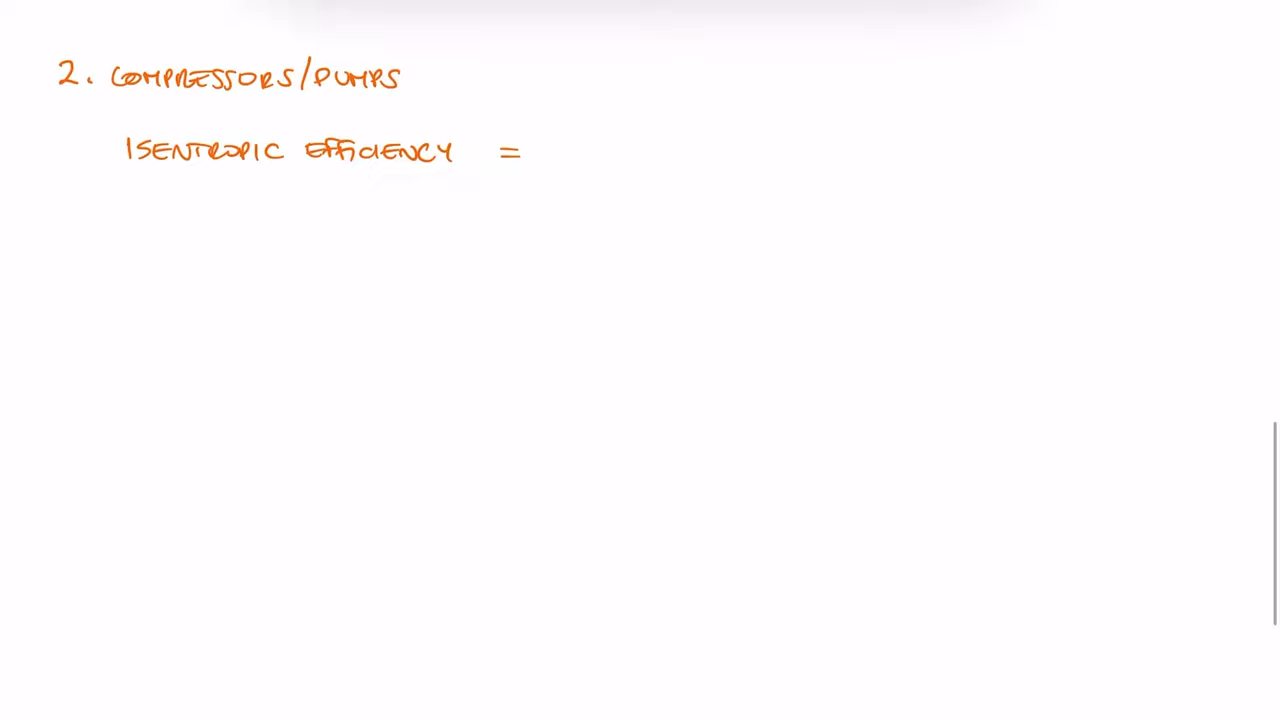 2. COMPRESSORS/PUMPS
ISENTROPIC EFFICIENCY =